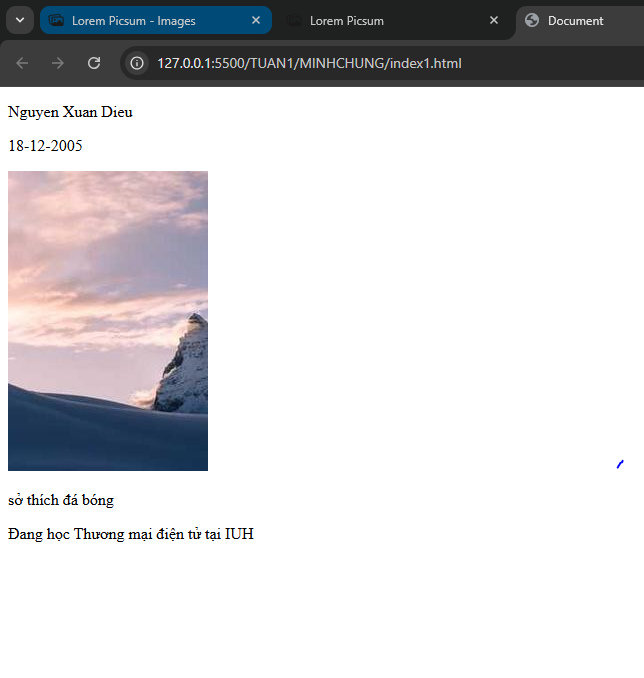 Lorem Picsum - Images
Lorem Picsum
Document
127.0.0.1:5500/TUAN1/MINHCHUNG/index1.html
Nguyen Xuan Dieu
18-12-2005
sở thích đá bóng
Đang học Thương mại điện tử tại IUH